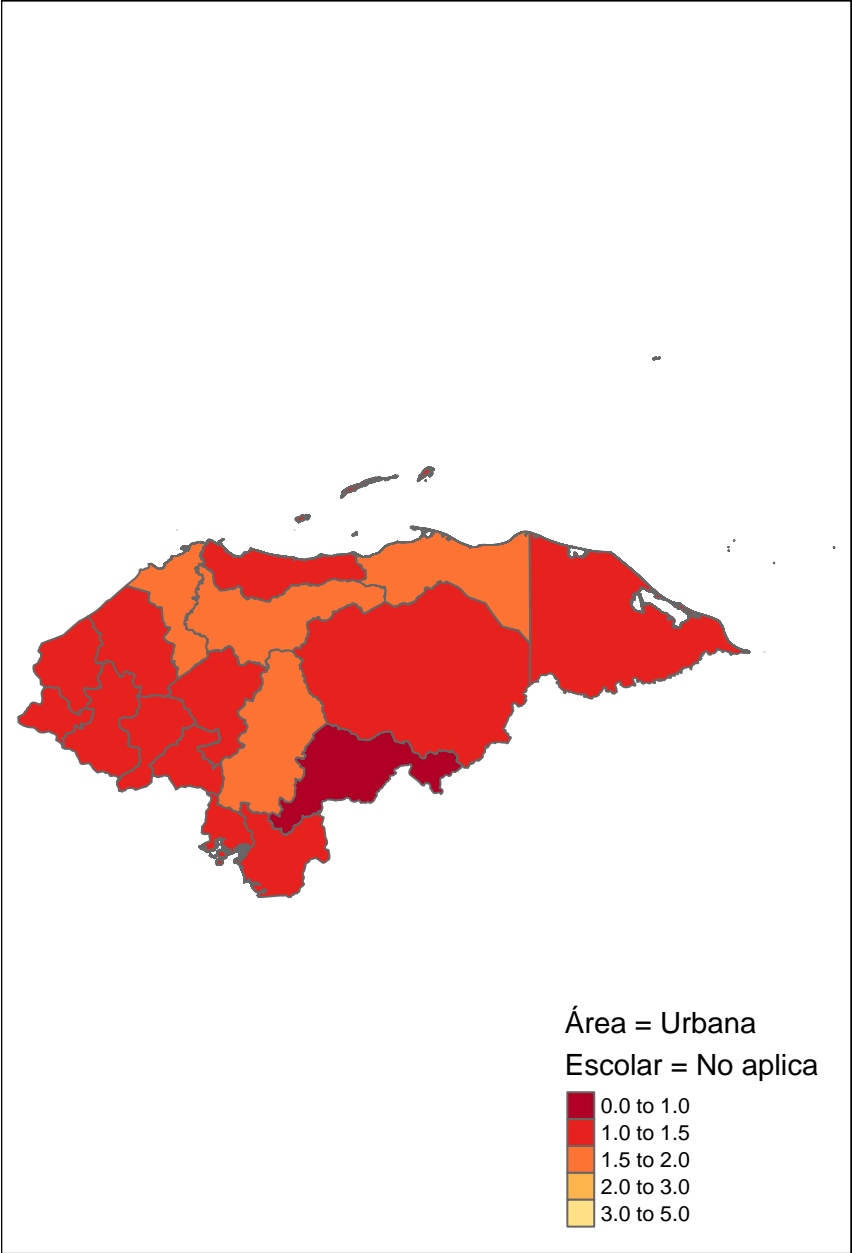 Área = Urbana
Escolar = No aplica
0.0 to 1.0
1.0 to 1.5
1.5 to 2.0
2.0 to 3.0
3.0 to 5.0